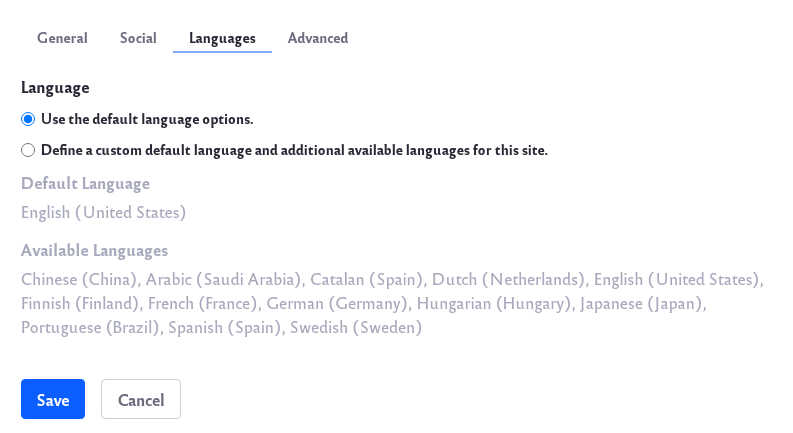 General Social Languages Advanced
Language
Use the default language options.
Define a custom default language and additional available languages for this site.
Default Language
English (United States)
Available Languages
Chinese (China), Arabic (Saudi Arabia), Catalan (Spain), Dutch (Netherlands), English (United States),
Finnish (Finland), French (France), German (Germany), Hungarian (Hungary), Japanese (Japan),
Portuguese (Brazil), Spanish (Spain), Swedish (Sweden)
Save Cancel